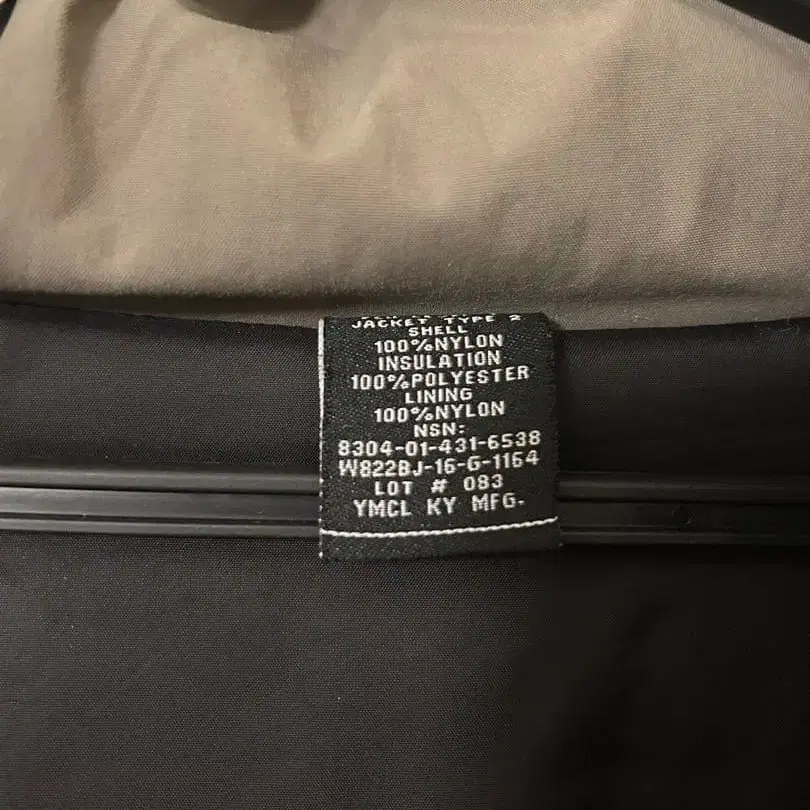 JACKET TYPE 2
SHELL
100%NYLON
INSULATION
100%POLYESTER
LINING
100%NYLON
NSN:
8304-01-431-6538
W822BJ-16-G-1164
LOT # 083
YMCL KY MFG.